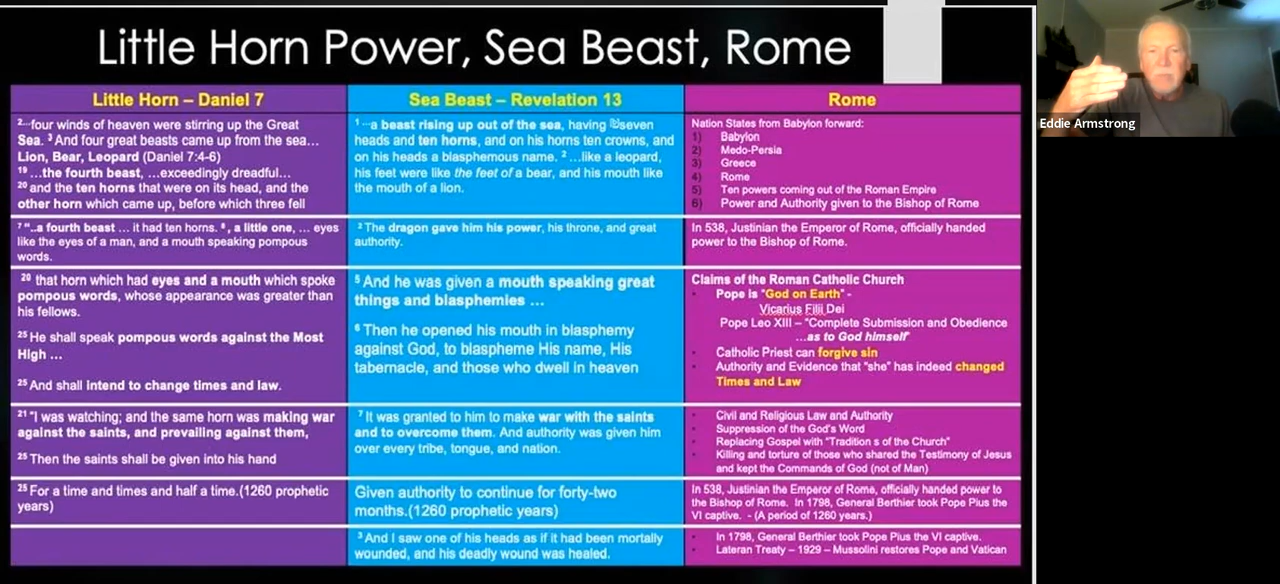 Little Horn Power, Sea Beast, Rome
Eddie Armstrong
Little Horn – Daniel 7
Sea Beast – Revelation 13
Rome
2...four winds of heaven were stirring up the Great
Sea. 3 And four great beasts came up from the sea…
Lion, Bear, Leopard (Daniel 7:4-6)
19 …the fourth beast, …exceedingly dreadful…
20 and the ten horns that were on its head, and the
other horn which came up, before which three fell
1 …a beast rising up out of the sea, having seven
heads and ten horns, and on his horns ten crowns, and
on his heads a blasphemous name. 2 …like a leopard,
his feet were like the feet of a bear, and his mouth like
the mouth of a lion.
Nation States from Babylon forward:
1) Babylon
2) Medo-Persia
3) Greece
4) Rome
5) Ten powers coming out of the Roman Empire
6) Power and Authority given to the Bishop of Rome
7 "..a fourth beast … it had ten horns. 8, a little one, … eyes
like the eyes of a man, and a mouth speaking pompous
words.
2 The dragon gave him his power, his throne, and great
authority.
In 538, Justinian the Emperor of Rome, officially handed
power to the Bishop of Rome.
20 that horn which had eyes and a mouth which spoke
pompous words, whose appearance was greater than
his fellows.
25 He shall speak pompous words against the Most
High …
25 And shall intend to change times and law.
5 And he was given a mouth speaking great
things and blasphemies …
6 Then he opened his mouth in blasphemy
against God, to blaspheme His name, His
tabernacle, and those who dwell in heaven
Claims of the Roman Catholic Church
• Pope is "God on Earth" -
Vicarius Filii Dei
Pope Leo XIII – "Complete Submission and Obedience
…as to God himself"
• Catholic Priest can forgive sin
• Authority and Evidence that "she" has indeed changed
Times and Law
21 "I was watching; and the same horn was making war
against the saints, and prevailing against them,
25 Then the saints shall be given into his hand
7 It was granted to him to make war with the saints
and to overcome them. And authority was given him
over every tribe, tongue, and nation.
• Civil and Religious Law and Authority
• Suppression of the God's Word
• Replacing Gospel with "Tradition s of the Church"
• Killing and torture of those who shared the Testimony of Jesus
and kept the Commands of God (not of Man)
25 For a time and times and half a time.(1260 prophetic
years)
Given authority to continue for forty-two
months.(1260 prophetic years)
In 538, Justinian the Emperor of Rome, officially handed power to
the Bishop of Rome. In 1798, General Berthier took Pope Pius the
VI captive. - (A period of 1260 years.)
3 And I saw one of his heads as if it had been mortally
wounded, and his deadly wound was healed.
• In 1798, General Berthier took Pope Pius the VI captive.
• Lateran Treaty – 1929 – Mussolini restores Pope and Vatican